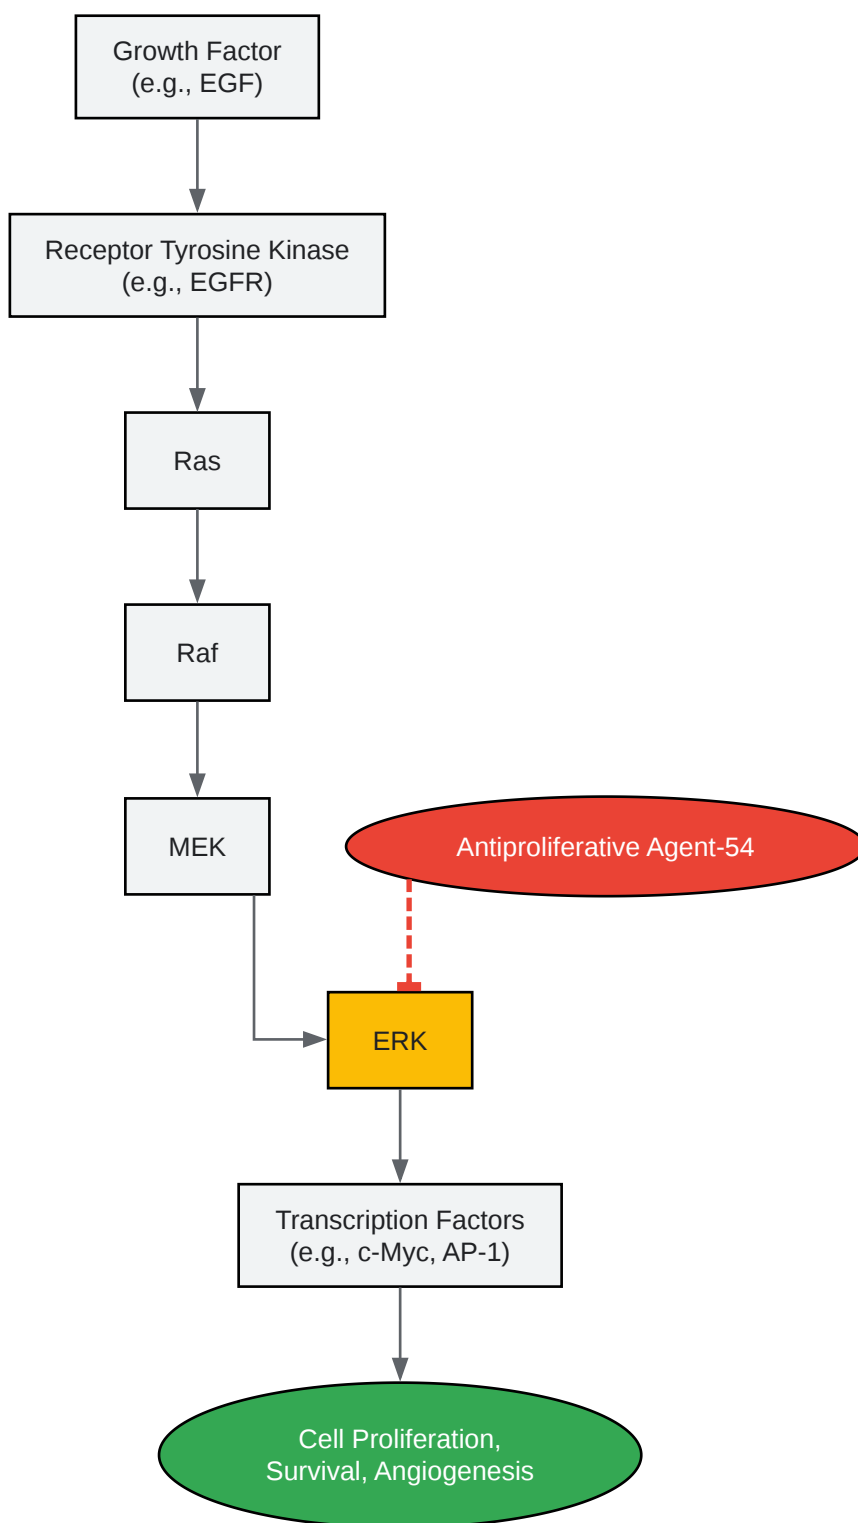 Growth Factor
(e.g., EGF)
Receptor Tyrosine Kinase
(e.g., EGFR)
Ras
Raf
MEK
Antiproliferative Agent-54
ERK
Transcription Factors
(e.g., c-Myc, AP-1)
Cell Proliferation,
Survival, Angiogenesis